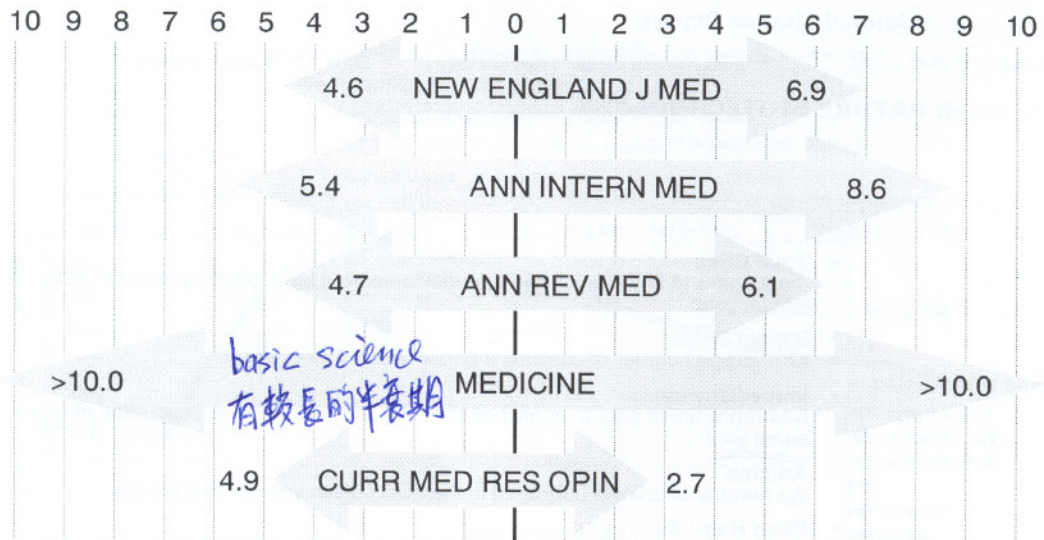 10 9 8 7 6 5 4 3 2 1 0 1 2 3 4 5 6 7 8 9 10
4.6 NEW ENGLAND J MED 6.9
5.4 ANN INTERN MED 8.6
4.7 ANN REV MED 6.1
basic science
>10.0 MEDICINE >10.0
有較長的半衰期
4.9 CURR MED RES OPIN 2.7